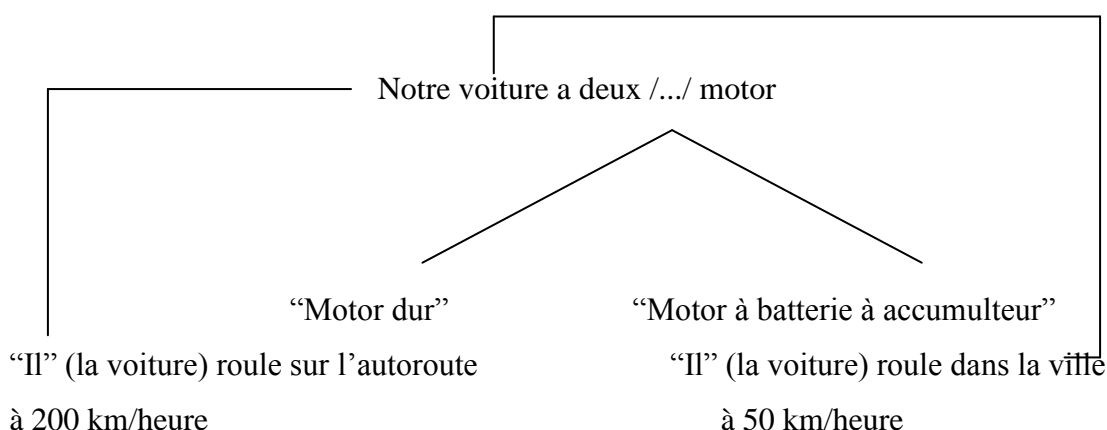 Notre voiture a deux /.../ motor
“Motor dur” “Motor à batterie à accumulteur”
“Il” (la voiture) roule sur l’autoroute “Il” (la voiture) roule dans la ville
à 200 km/heure à 50 km/heure